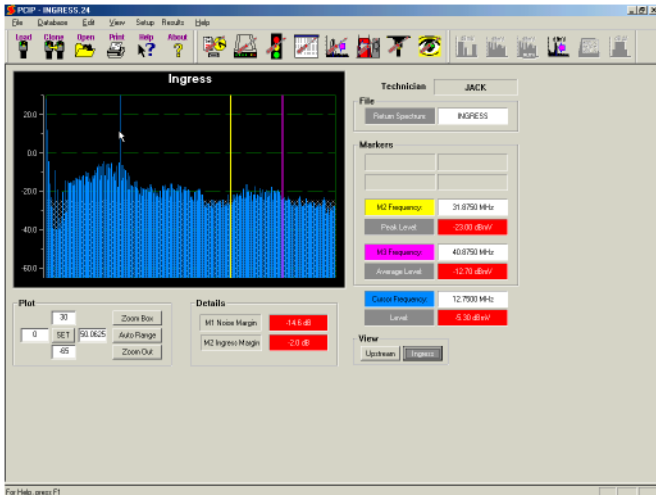 PCIP - INGRESS.24
File Database Edit View Setup Results Help
Load Clone Open Print Help About
Ingress
20.0
0.0
-20.0
-40.0
-60.0
Technician JACK
File
Return Spectrum INGRESS
Markers
M2 Frequency: 31.8750 MHz
Peak Level: -23.00 dBmV
M3 Frequency: 40.8750 MHz
Average Level: -12.70 dBmV
Cursor Frequency: 12.7500 MHz
Level: -5.30 dBmV
Plot
30 Zoom Box
0 SET 50.0625 Auto Range
-65 Zoom Out
Details
M1 Noise Margin -14.6 dB
M2 Ingress Margin -2.0 dB
View
Upstream Ingress
For Help, press F1